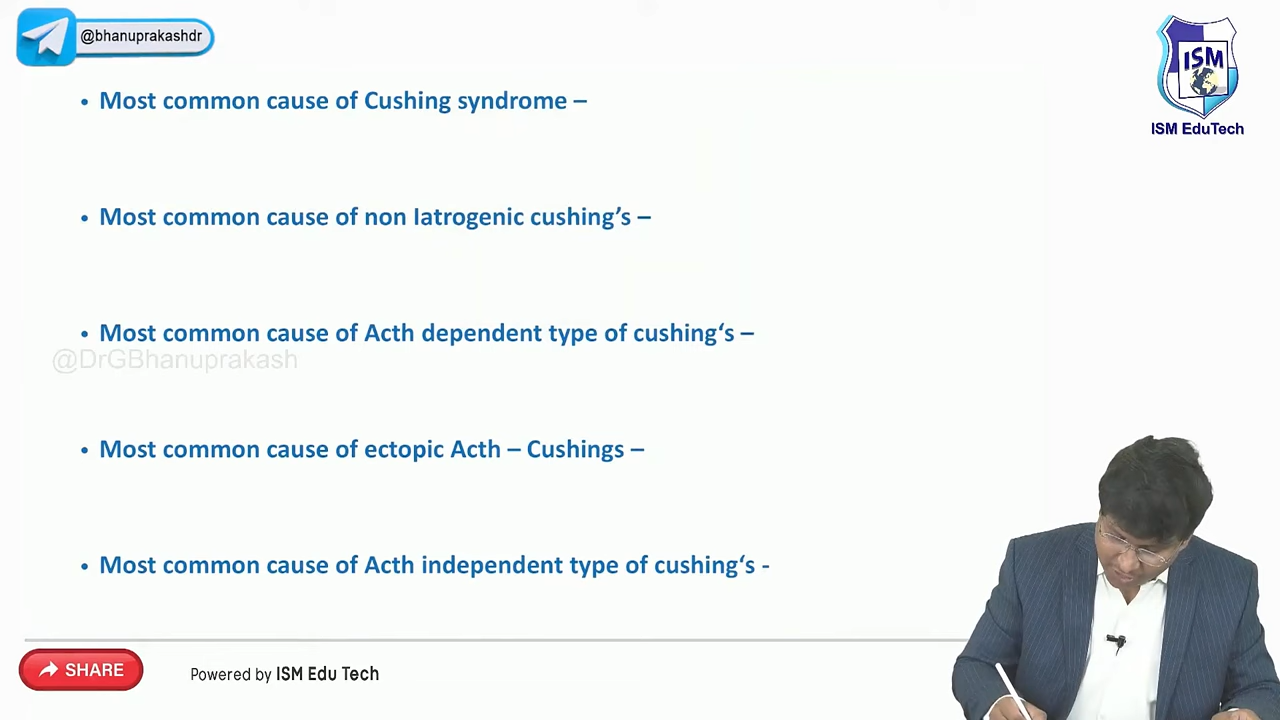 @bhanuprakashdr
ISM
ISM EduTech
• Most common cause of Cushing syndrome –
• Most common cause of non Iatrogenic cushing’s –
• Most common cause of Acth dependent type of cushing‘s –
@DrGBhanuprakash
• Most common cause of ectopic Acth – Cushings –
• Most common cause of Acth independent type of cushing‘s -
SHARE
Powered by ISM Edu Tech